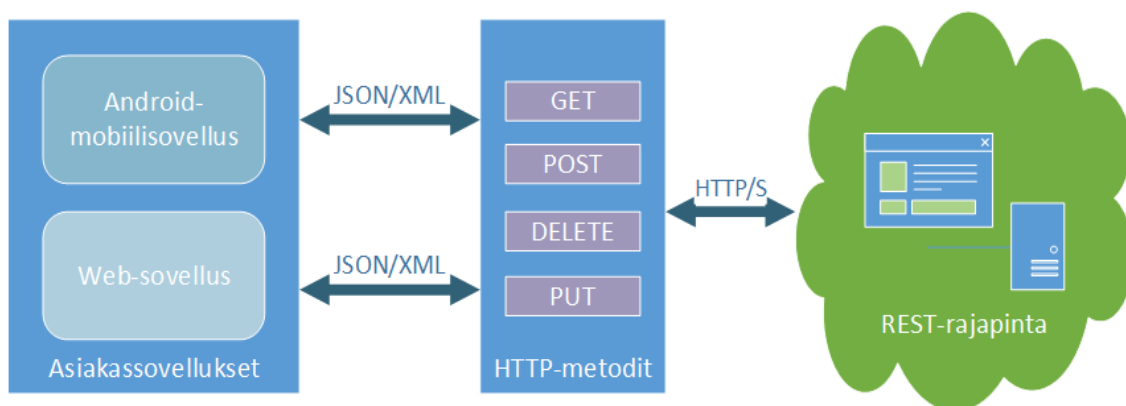 Android-
mobiilisovellus
Web-sovellus
Asiakassovellukset
JSON/XML
JSON/XML
GET
POST
DELETE
PUT
HTTP-metodit
HTTP/S
REST-rajapinta